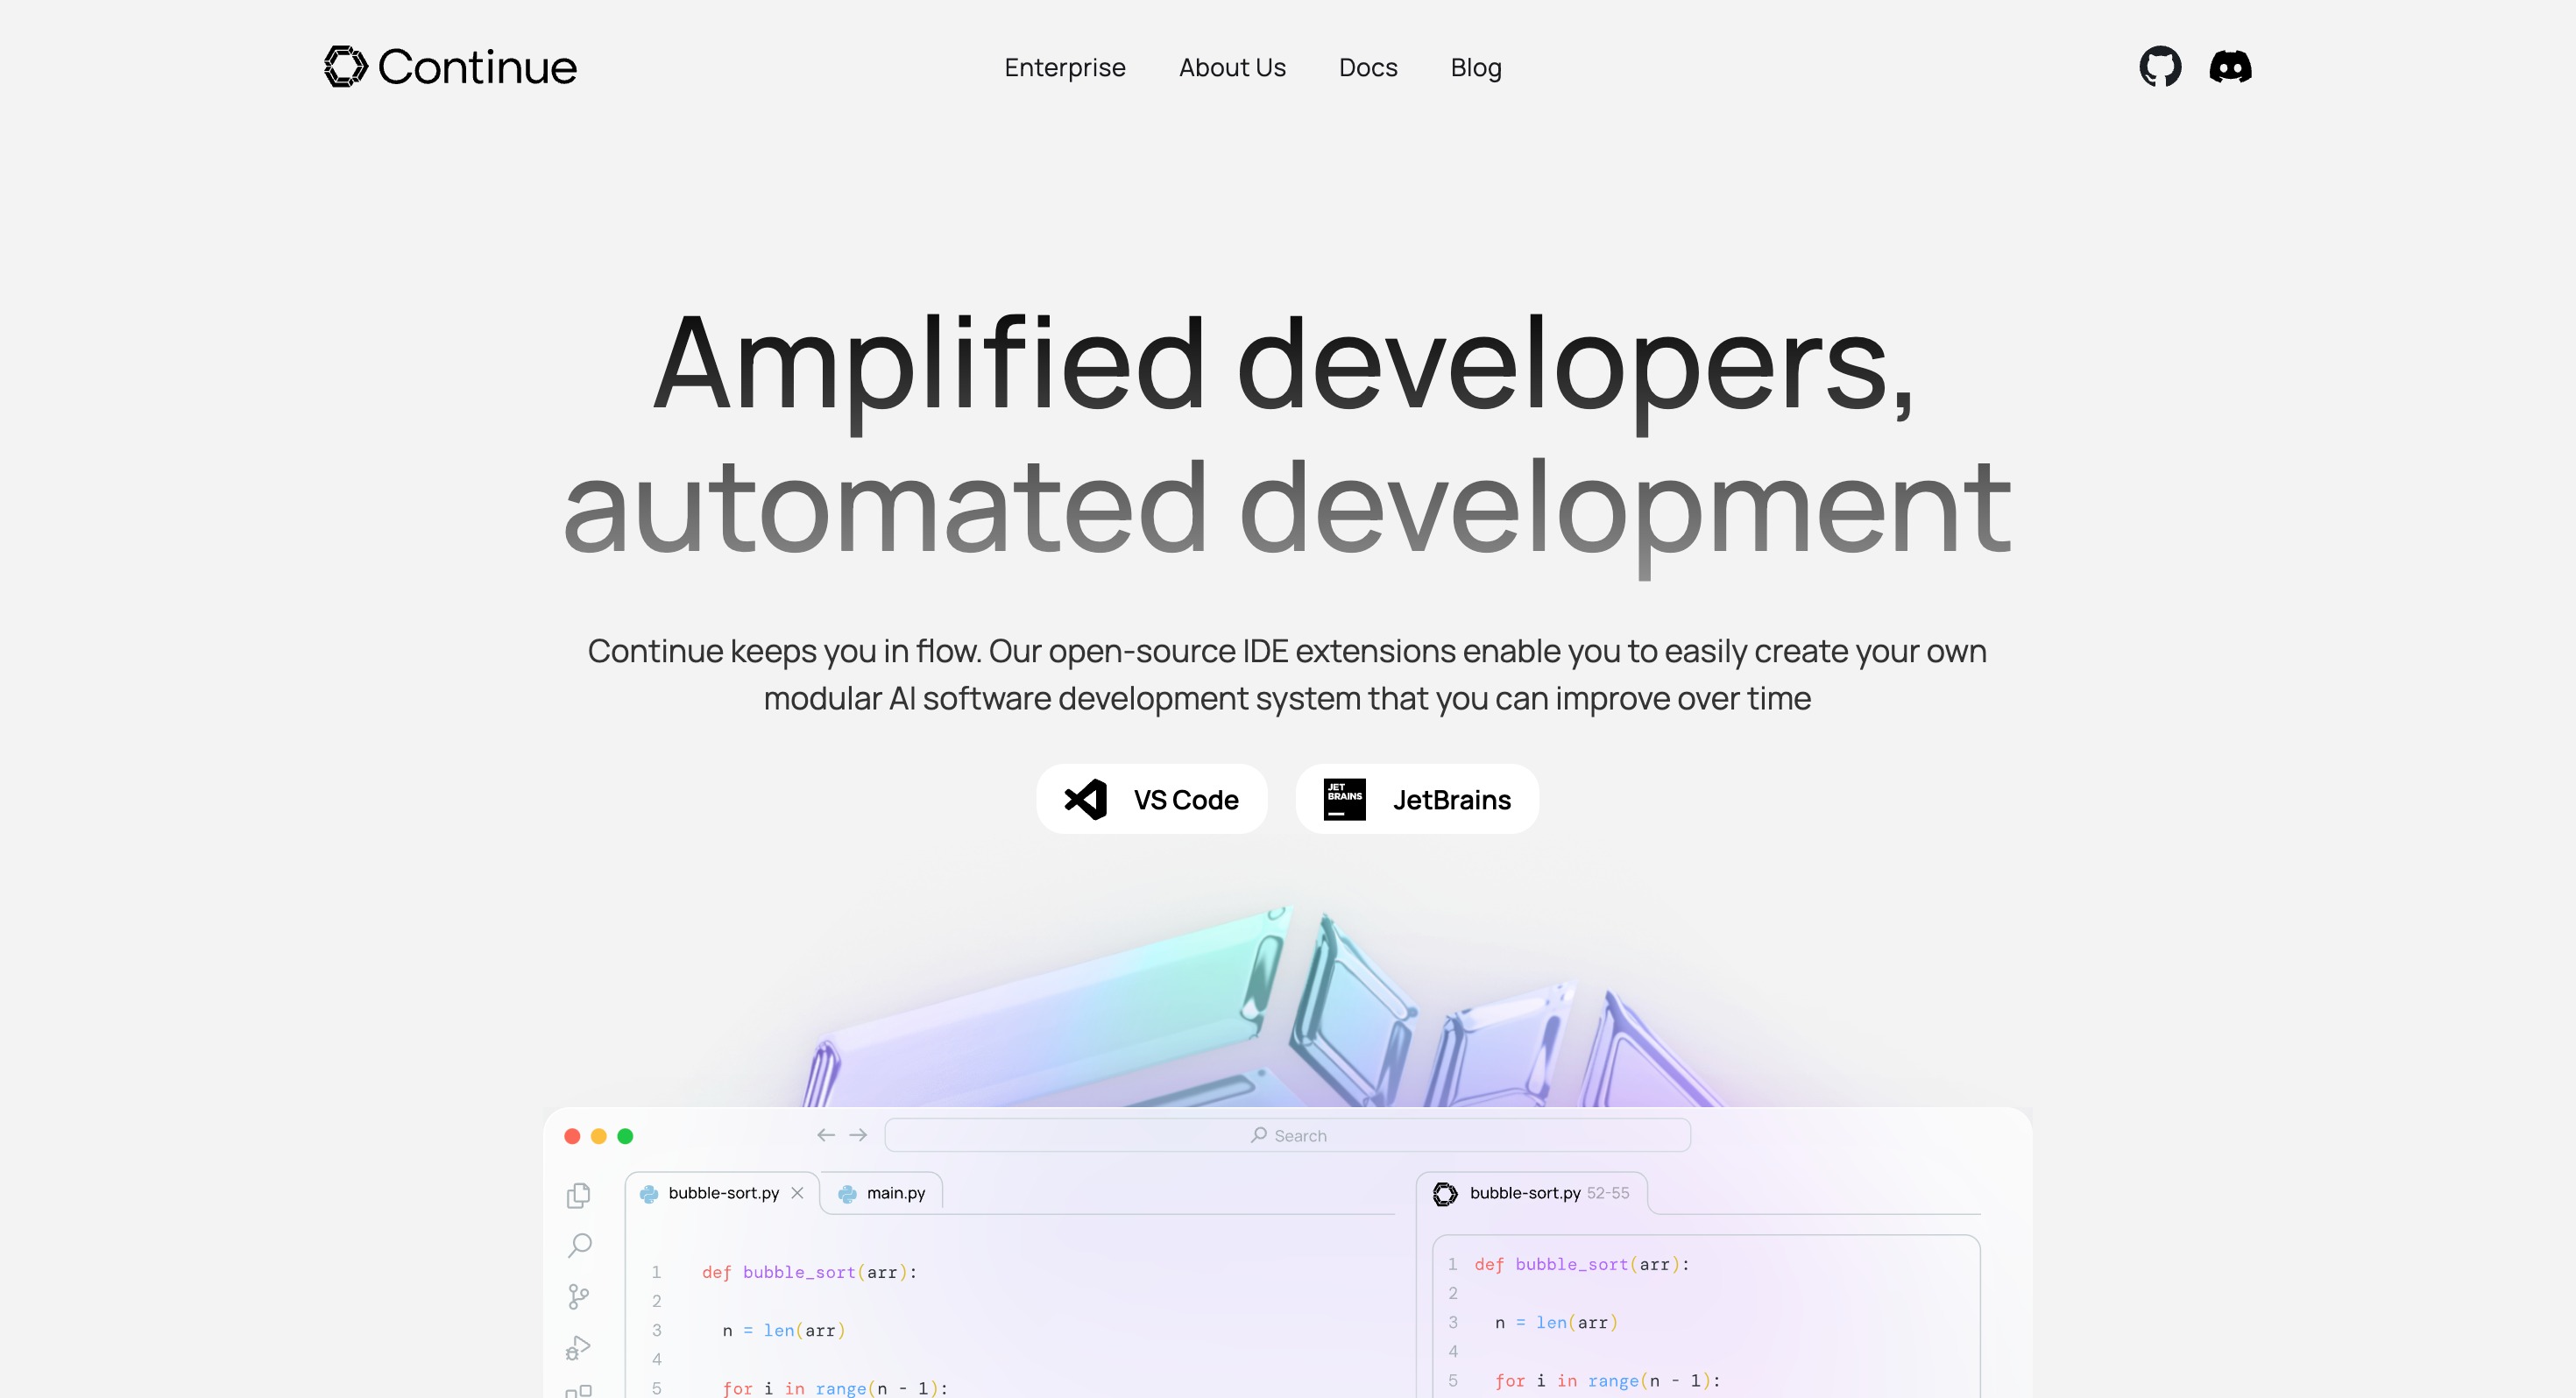 Continue
Enterprise About Us Docs Blog
Amplified developers,
automated development
Continue keeps you in flow. Our open-source IDE extensions enable you to easily create your own
modular AI software development system that you can improve over time
VS Code
JET
BRAINS
JetBrains
Search
bubble-sort.py
main.py
1 def bubble_sort(arr):
2
3 n = len(arr)
4
5 for i in range(n - 1):
bubble-sort.py 52-55
1 def bubble_sort(arr):
2
3 n = len(arr)
4
5 for i in range(n - 1):